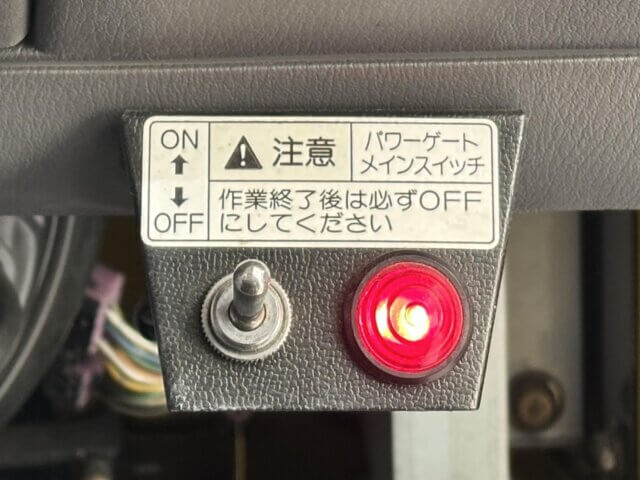 ON
↑
↓
OFF
注意
パワーゲート
メインスイッチ
作業終了後は必ずOFF
にしてください